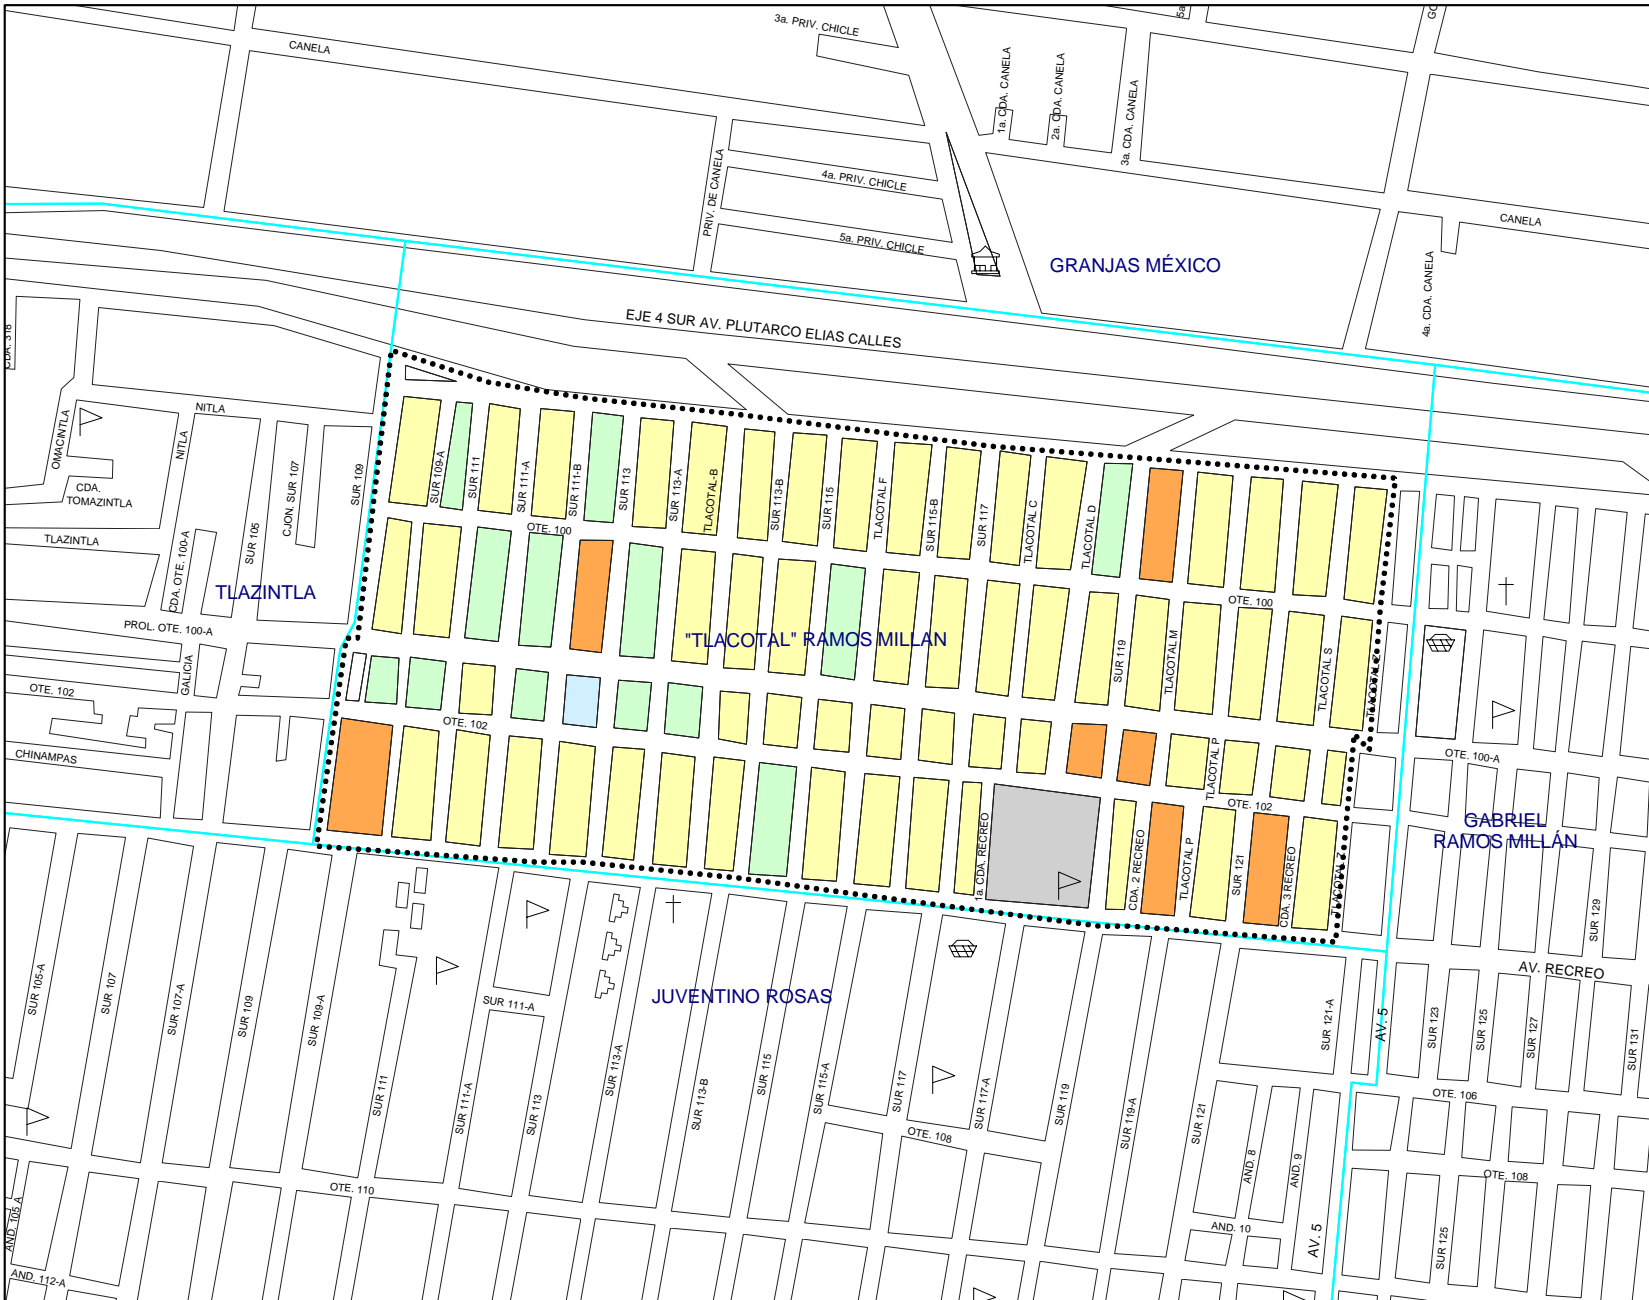 3a. PRIV. CHICLE
5a
GO
CANELA
1a. CDA. CANELA
2a. CDA. CANELA
3a. CDA. CANELA
PRIV. DE CANELA
4a. PRIV. CHICLE
5a. PRIV. CHICLE
CANELA
4a. CDA. CANELA
GRANJAS MÉXICO
EJE 4 SUR AV. PLUTARCO ELIAS CALLES
CDA. 318
OMACINTLA
NITLA
NITLA
CDA.
TOMAZINTLA
TLAZINTLA
CDA. OTE. 100-A
SUR 105
CJON. SUR 107
SUR 109
TLAZINTLA
PROL. OTE. 100-A
GALICIA
OTE. 102
CHINAMPAS
SUR 109-A
SUR 111
SUR 111-A
SUR 111-B
SUR 113
SUR 113-A
TLACOTAL-B
SUR 113-B
SUR 115
TLACOTAL F
SUR 115-B
SUR 117
TLACOTAL C
TLACOTAL D
OTE. 100
OTE. 100
"TLACOTAL" RAMOS MILLAN
SUR 119
TLACOTAL M
TLACOTAL S
TLACOTAL Z
OTE. 102
TLACOTAL P
OTE. 102
1a. CDA. RECREO
CDA. 2 RECREO
TLACOTAL P
SUR 121
CDA. 3 RECREO
TLACOTAL Z
OTE. 100-A
GABRIEL
RAMOS MILLÁN
SUR 129
AV. RECREO
SUR 105-A
SUR 107
SUR 107-A
SUR 109
SUR 109-A
SUR 111
SUR 111-A
SUR 111-A
SUR 113
SUR 113-A
JUVENTINO ROSAS
SUR 113-B
SUR 115
SUR 115-A
SUR 117
SUR 117-A
SUR 119
SUR 119-A
SUR 121
SUR 121-A
AV. 5
SUR 123
SUR 125
SUR 127
SUR 131
OTE. 106
OTE. 108
OTE. 108
AND. 8
AND. 9
AND. 10
AV. 5
SUR 125
OTE. 110
AND. 105 A
AND. 112-A